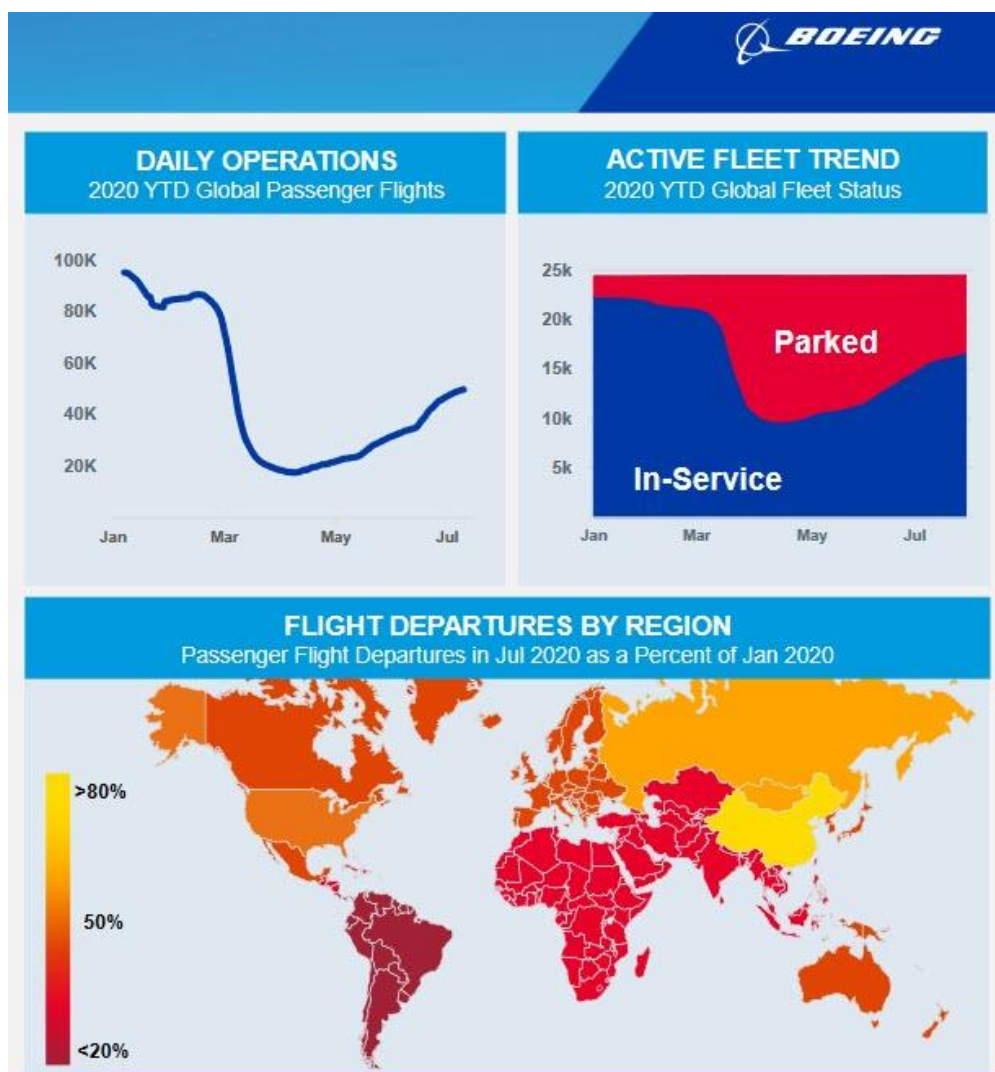 BOEING
DAILY OPERATIONS
2020 YTD Global Passenger Flights
100K
80K
60K
40K
20K
Jan Mar May Jul
ACTIVE FLEET TREND
2020 YTD Global Fleet Status
25k
20k
15k
10k
5k
Parked
In-Service
Jan Mar May Jul
FLIGHT DEPARTURES BY REGION
Passenger Flight Departures in Jul 2020 as a Percent of Jan 2020
>80%
50%
<20%